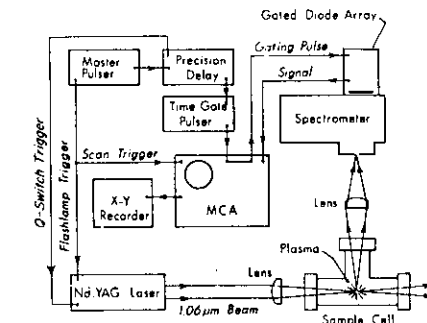 Gated Diode Array
Master
Pulser
Precision
Delay
Gating Pulse
Signal
Time Gate
Pulser
Spectrometer
Q-Switch Trigger
Flashlamp Trigger
Scan Trigger
X-Y
Recorder
MCA
Lens
Plasma
Lens
Nd:YAG Laser
1.06µm Beam
Sample Cell